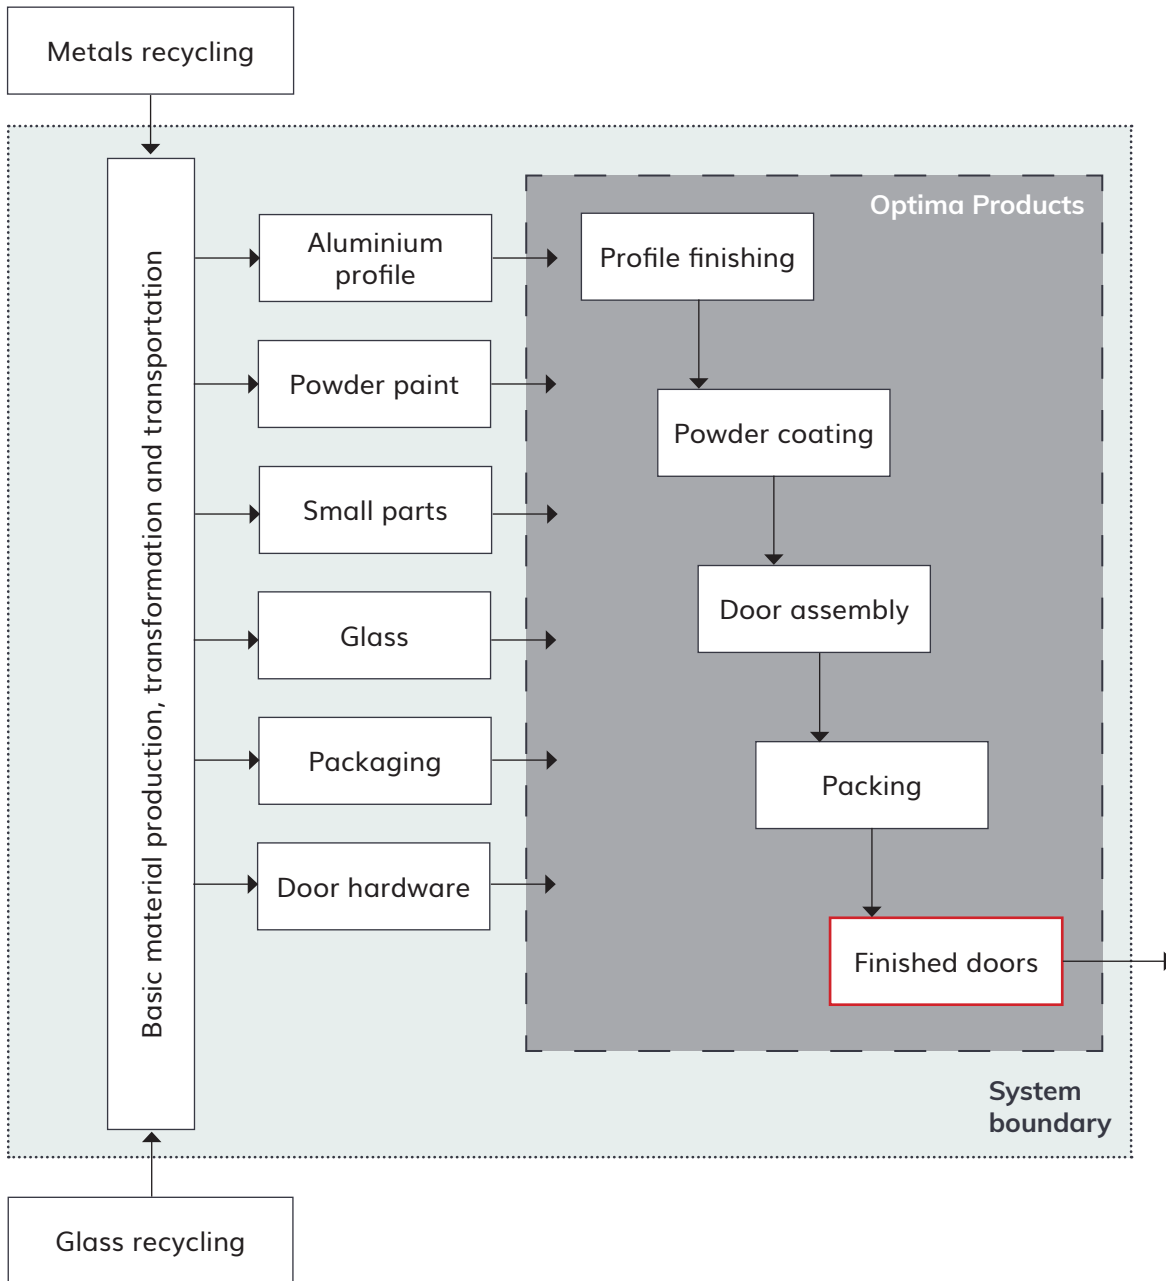 Metals recycling
Basic material production, transformation and transportation
Aluminium
profile
Powder paint
Small parts
Glass
Packaging
Door hardware
Optima Products
Profile finishing
Powder coating
Door assembly
Packing
Finished doors
System
boundary
Glass recycling